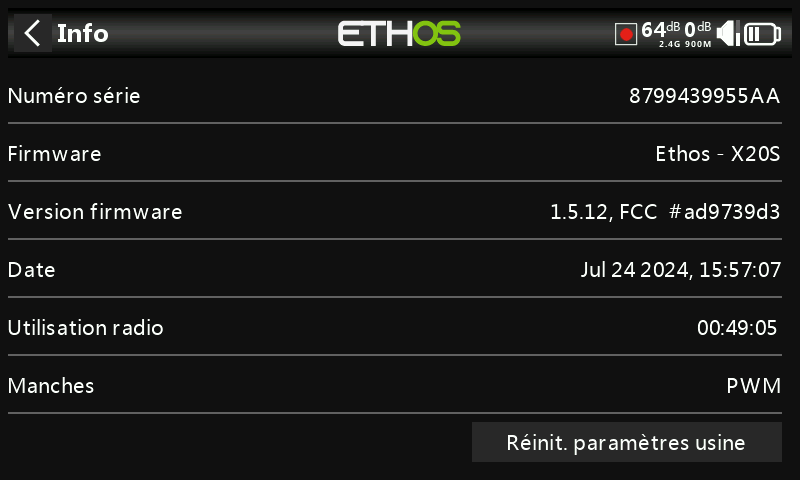 Info ETHOS 64dB 0dB
2.4G 900M
Numéro série 8799439955AA
Firmware Ethos - X20S
Version firmware 1.5.12, FCC #ad9739d3
Date Jul 24 2024, 15:57:07
Utilisation radio 00:49:05
Manches PWM
Réinit. paramètres usine